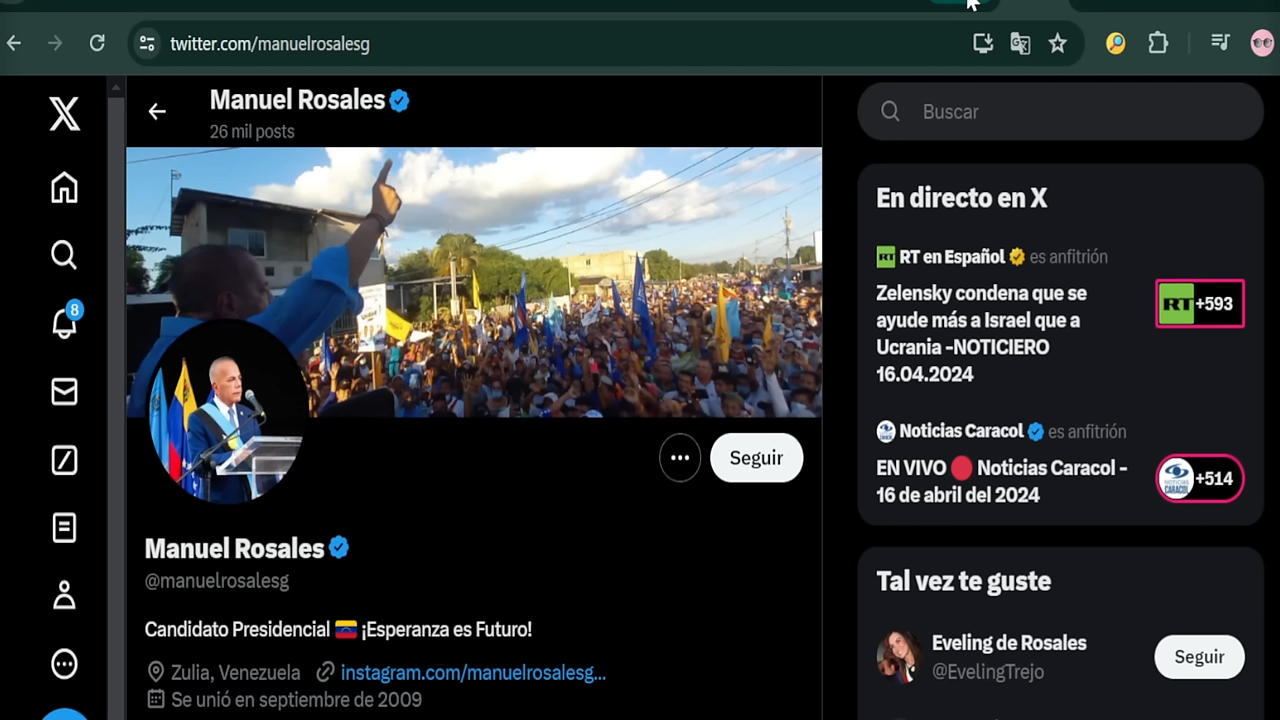 twitter.com/manuelrosalesg
Manuel Rosales
26 mil posts
8
Manuel Rosales
@manuelrosalesg
Candidato Presidencial 🇻🇪 ¡Esperanza es Futuro!
Zulia, Venezuela instagram.com/manuelrosalesg...
Se unió en septiembre de 2009
Seguir
Buscar
En directo en X
RT RT en Español es anfitrión
Zelensky condena que se
ayude más a Israel que a
Ucrania -NOTICIERO
16.04.2024
RT +593
Noticias Caracol es anfitrión
EN VIVO 🔴 Noticias Caracol -
16 de abril del 2024
NOTICIAS
CARACOL
+514
Tal vez te guste
Eveling de Rosales
@EvelingTrejo
Seguir